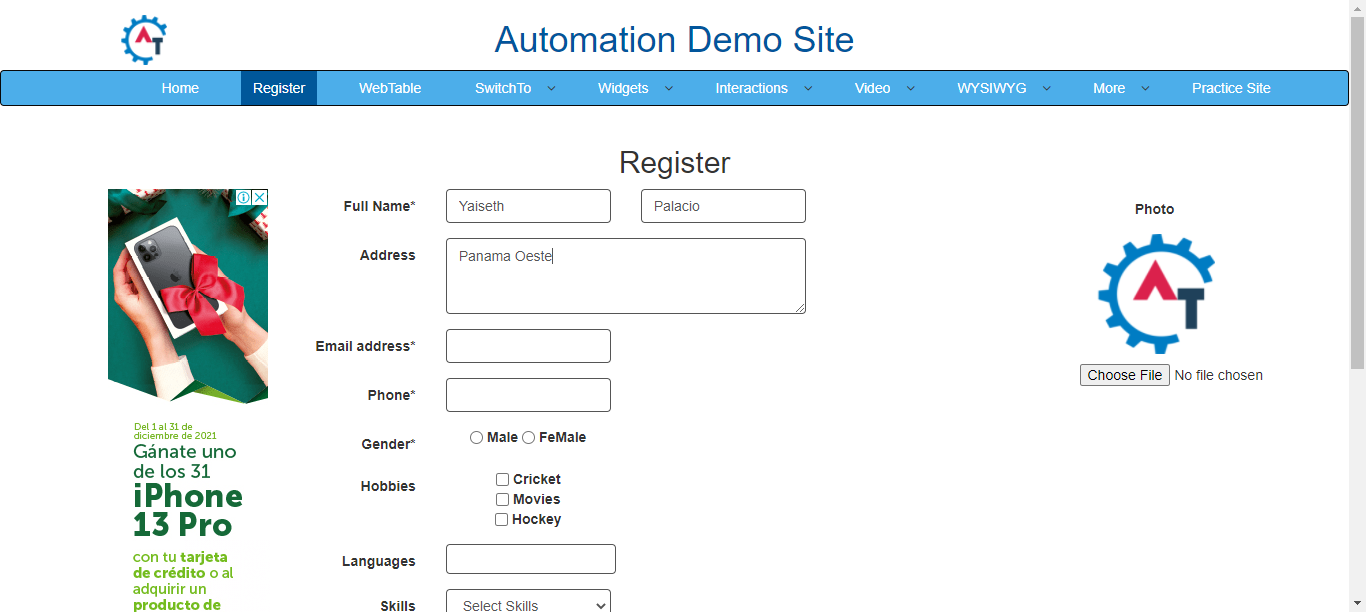 AT
Automation Demo Site
Home Register WebTable SwitchTo Widgets Interactions Video WYSIWYG More Practice Site
Register
Full Name* Yaiseth Palacio
Photo
Address Panama Oeste
AT
Email address*
Choose File No file chosen
Phone*
Gender* Male FeMale
Hobbies Cricket
Movies
Hockey
Languages
Skills Select Skills
Del 1 al 31 de
diciembre de 2021
Gánate uno
de los 31
iPhone
13 Pro
con tu tarjeta
de crédito o al
adquirir un
producto de